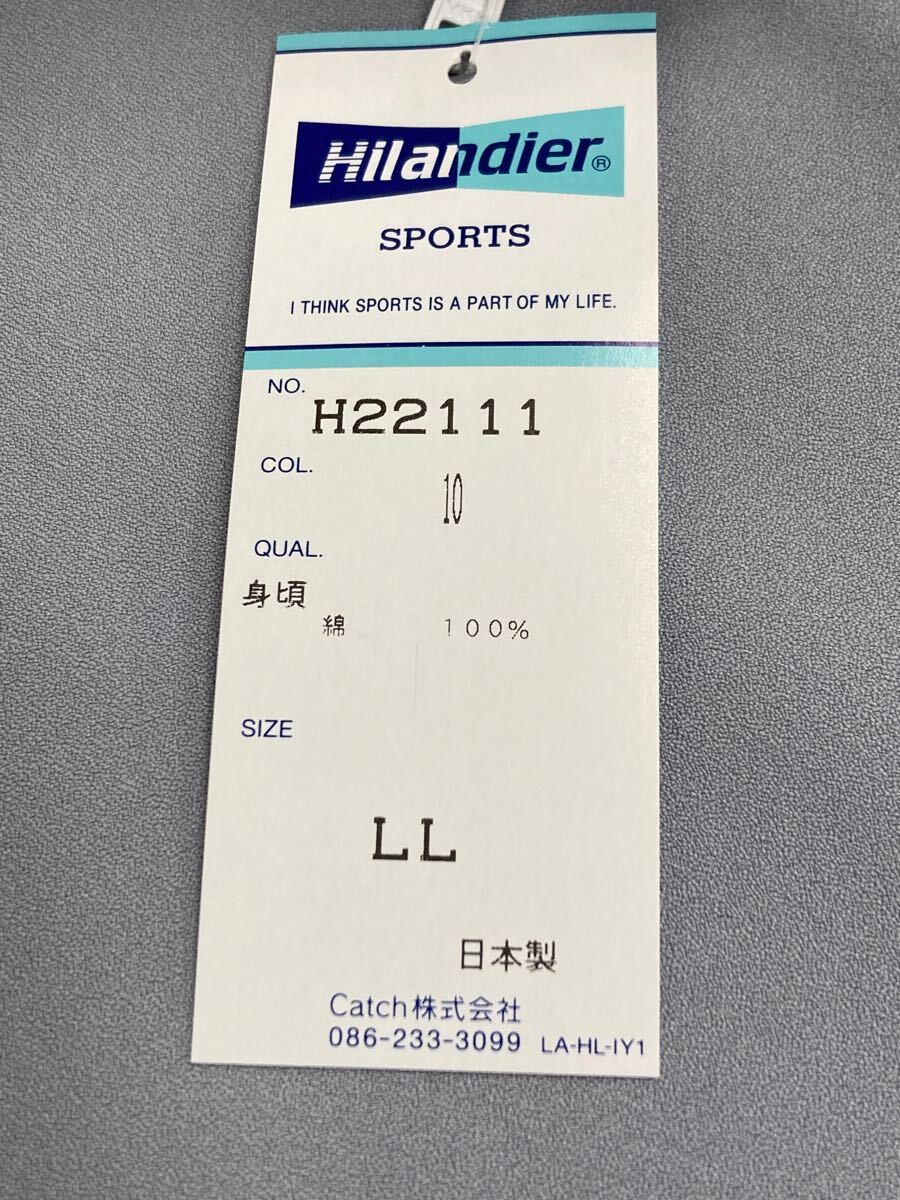 Hilandier®
SPORTS
I THINK SPORTS IS A PART OF MY LIFE.
NO.
H22111
COL.
10
QUAL.
身頃
綿 100%
SIZE
LL
日本製
Catch株式会社
086-233-3099 LA-HL-IY1